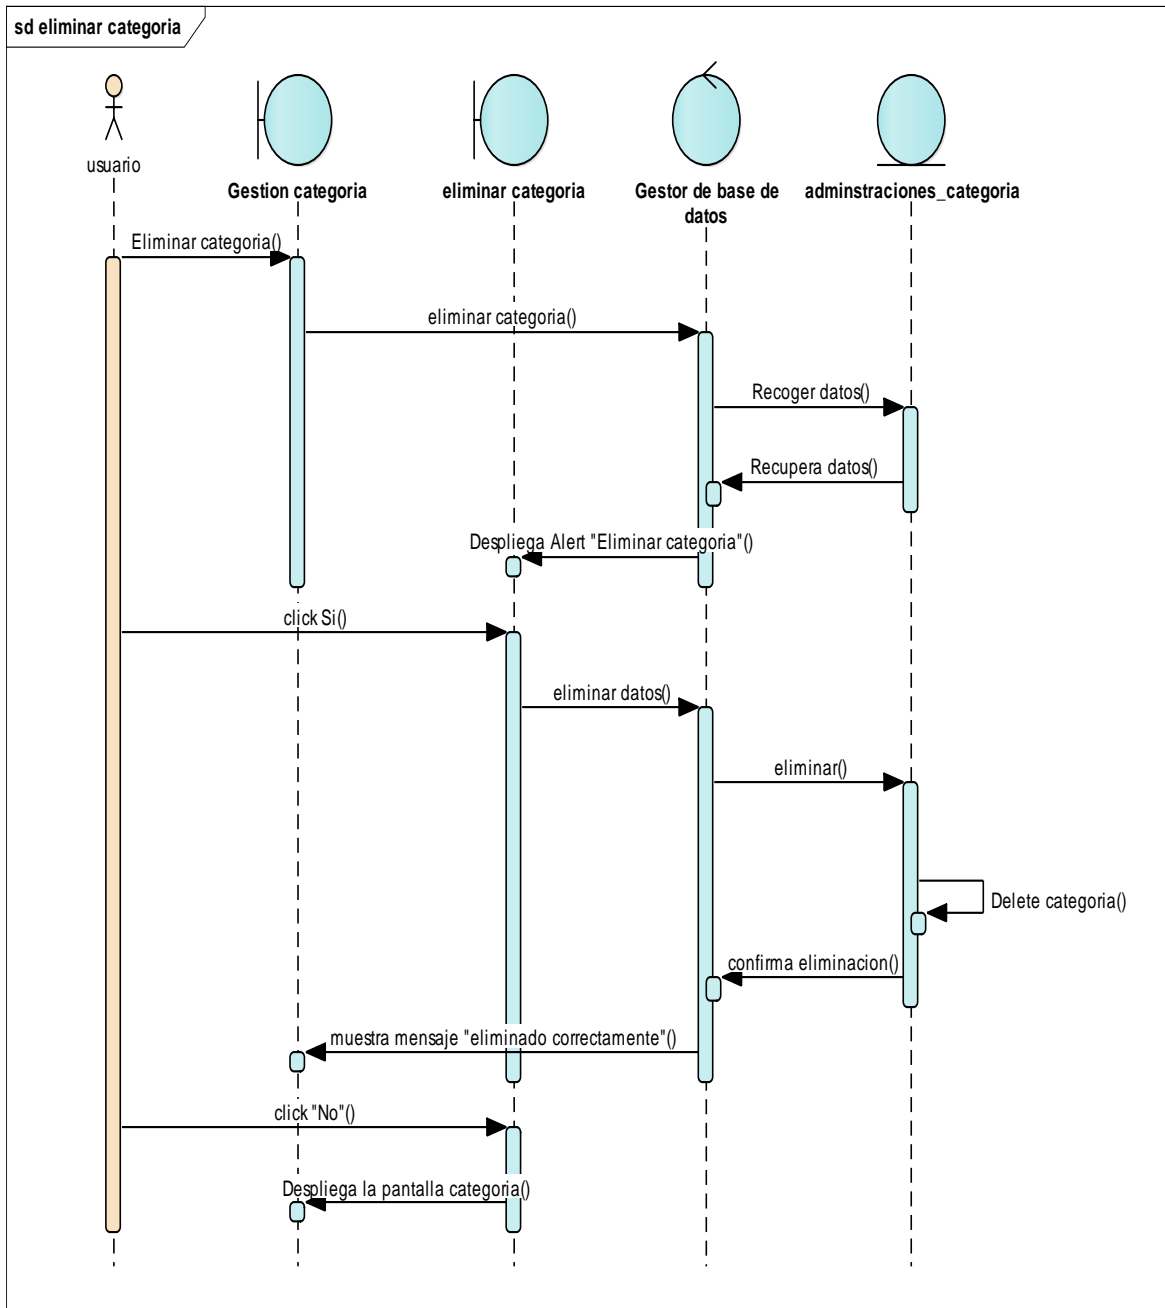 sd eliminar categoria
usuario
Gestion categoria
eliminar categoria
Gestor de base de
datos
adminstraciones_categoria
Eliminar categoria()
eliminar categoria()
Recoger datos()
Recupera datos()
Despliega Alert "Eliminar categoria"()
click Si()
eliminar datos()
eliminar()
Delete categoria()
confirma eliminacion()
muestra mensaje "eliminado correctamente"()
click "No"()
Despliega la pantalla categoria()